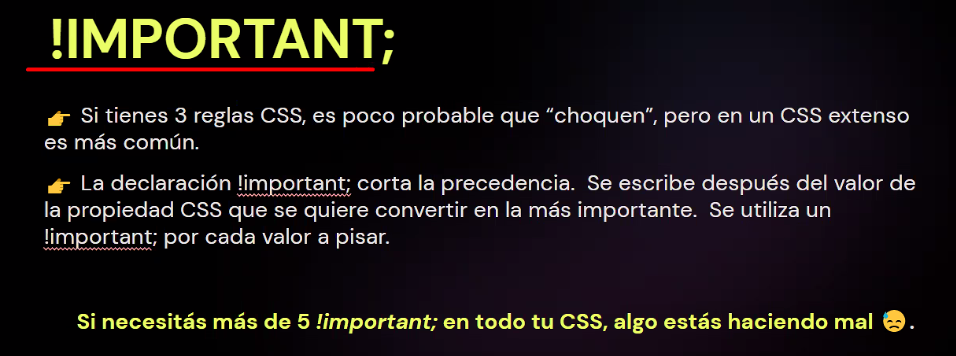 !IMPORTANT;
👉 Si tienes 3 reglas CSS, es poco probable que “choquen”, pero en un CSS extenso
es más común.
👉 La declaración !important; corta la precedencia.  Se escribe después del valor de
la propiedad CSS que se quiere convertir en la más importante.  Se utiliza un
!important; por cada valor a pisar.
Si necesitás más de 5 !important; en todo tu CSS, algo estás haciendo mal 😓.